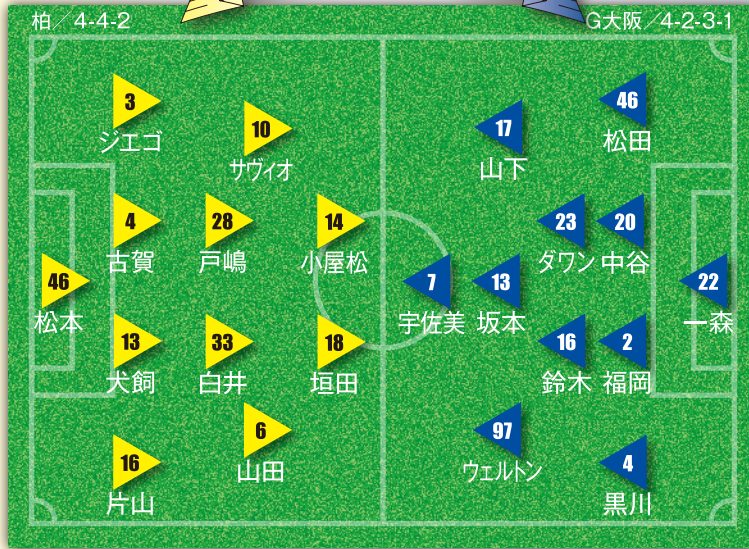 柏／4-4-2
G大阪／4-2-3-1
3
ジエゴ
10
サヴィオ
4
古賀
28
戸嶋
14
小屋松
46
松本
13
犬飼
33
白井
18
垣田
6
山田
16
片山
17
山下
46
松田
23
ダワン
20
中谷
7
宇佐美
13
坂本
22
一森
16
鈴木
2
福岡
97
ウェルトン
4
黒川